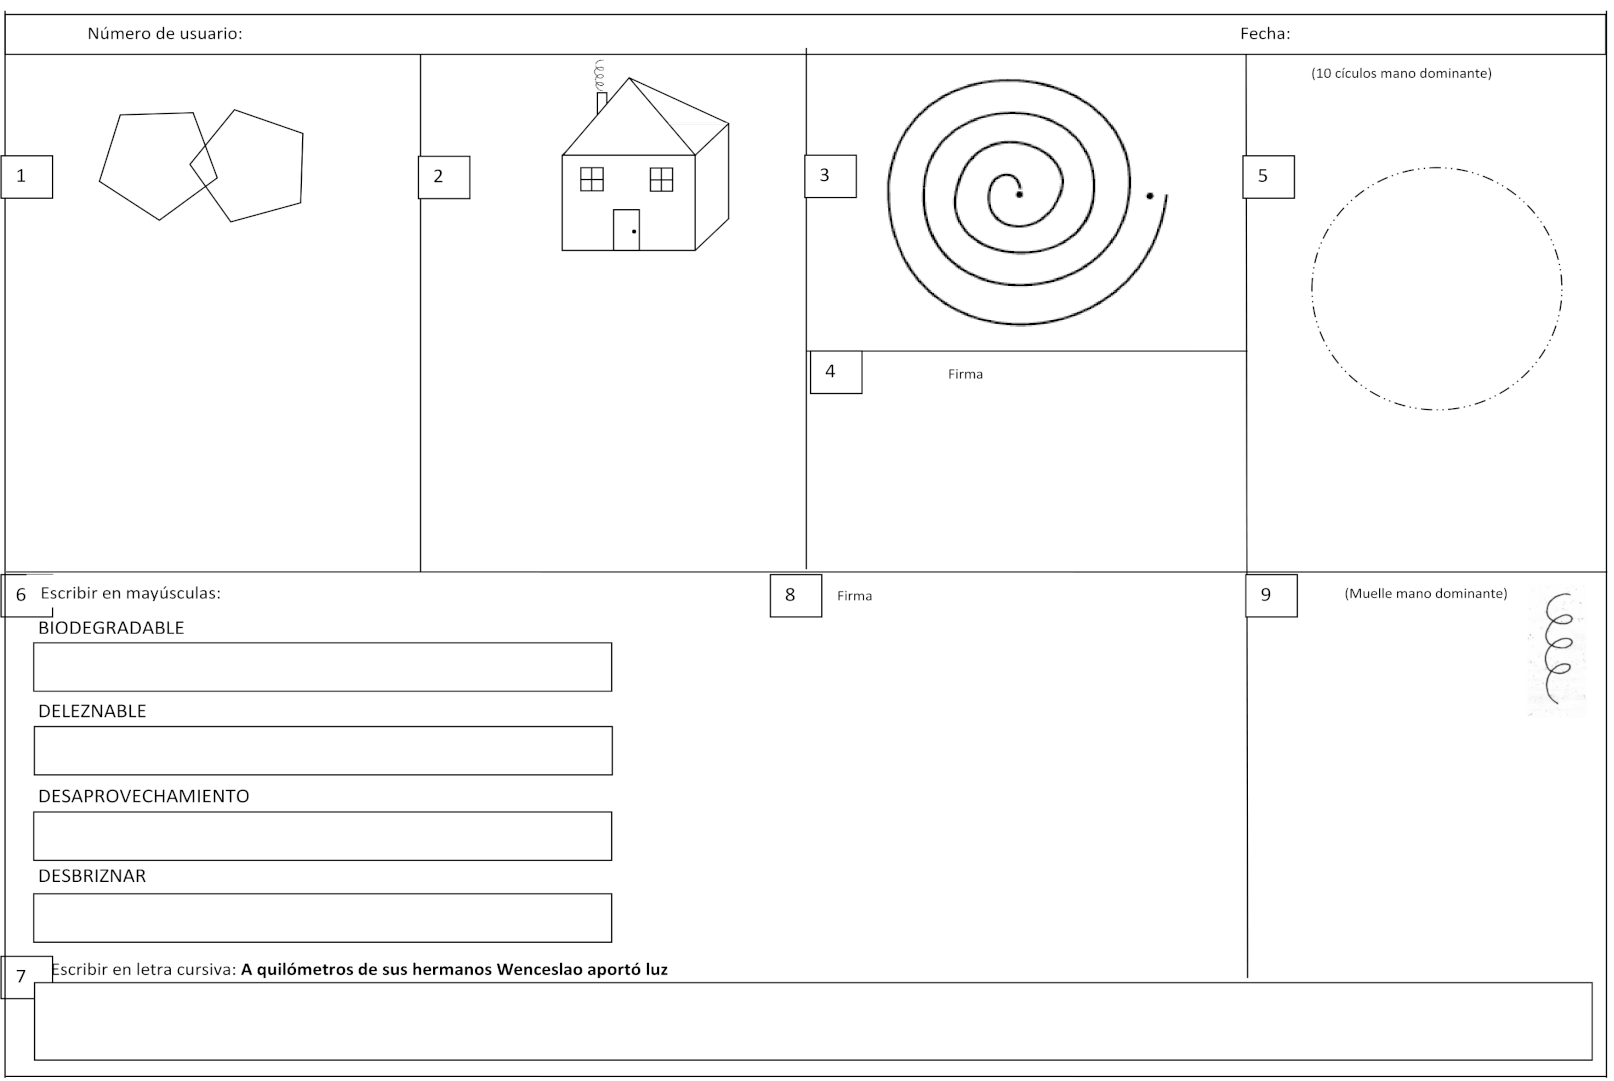 Número de usuario:
Fecha:
1
2
3
4
Firma
5
(10 cículos mano dominante)
6
Escribir en mayúsculas:
BIODEGRADABLE
DELEZNABLE
DESAPROVECHAMIENTO
DESBRIZNAR
8
Firma
9
(Muelle mano dominante)
7
Escribir en letra cursiva: A quilómetros de sus hermanos Wenceslao aportó luz